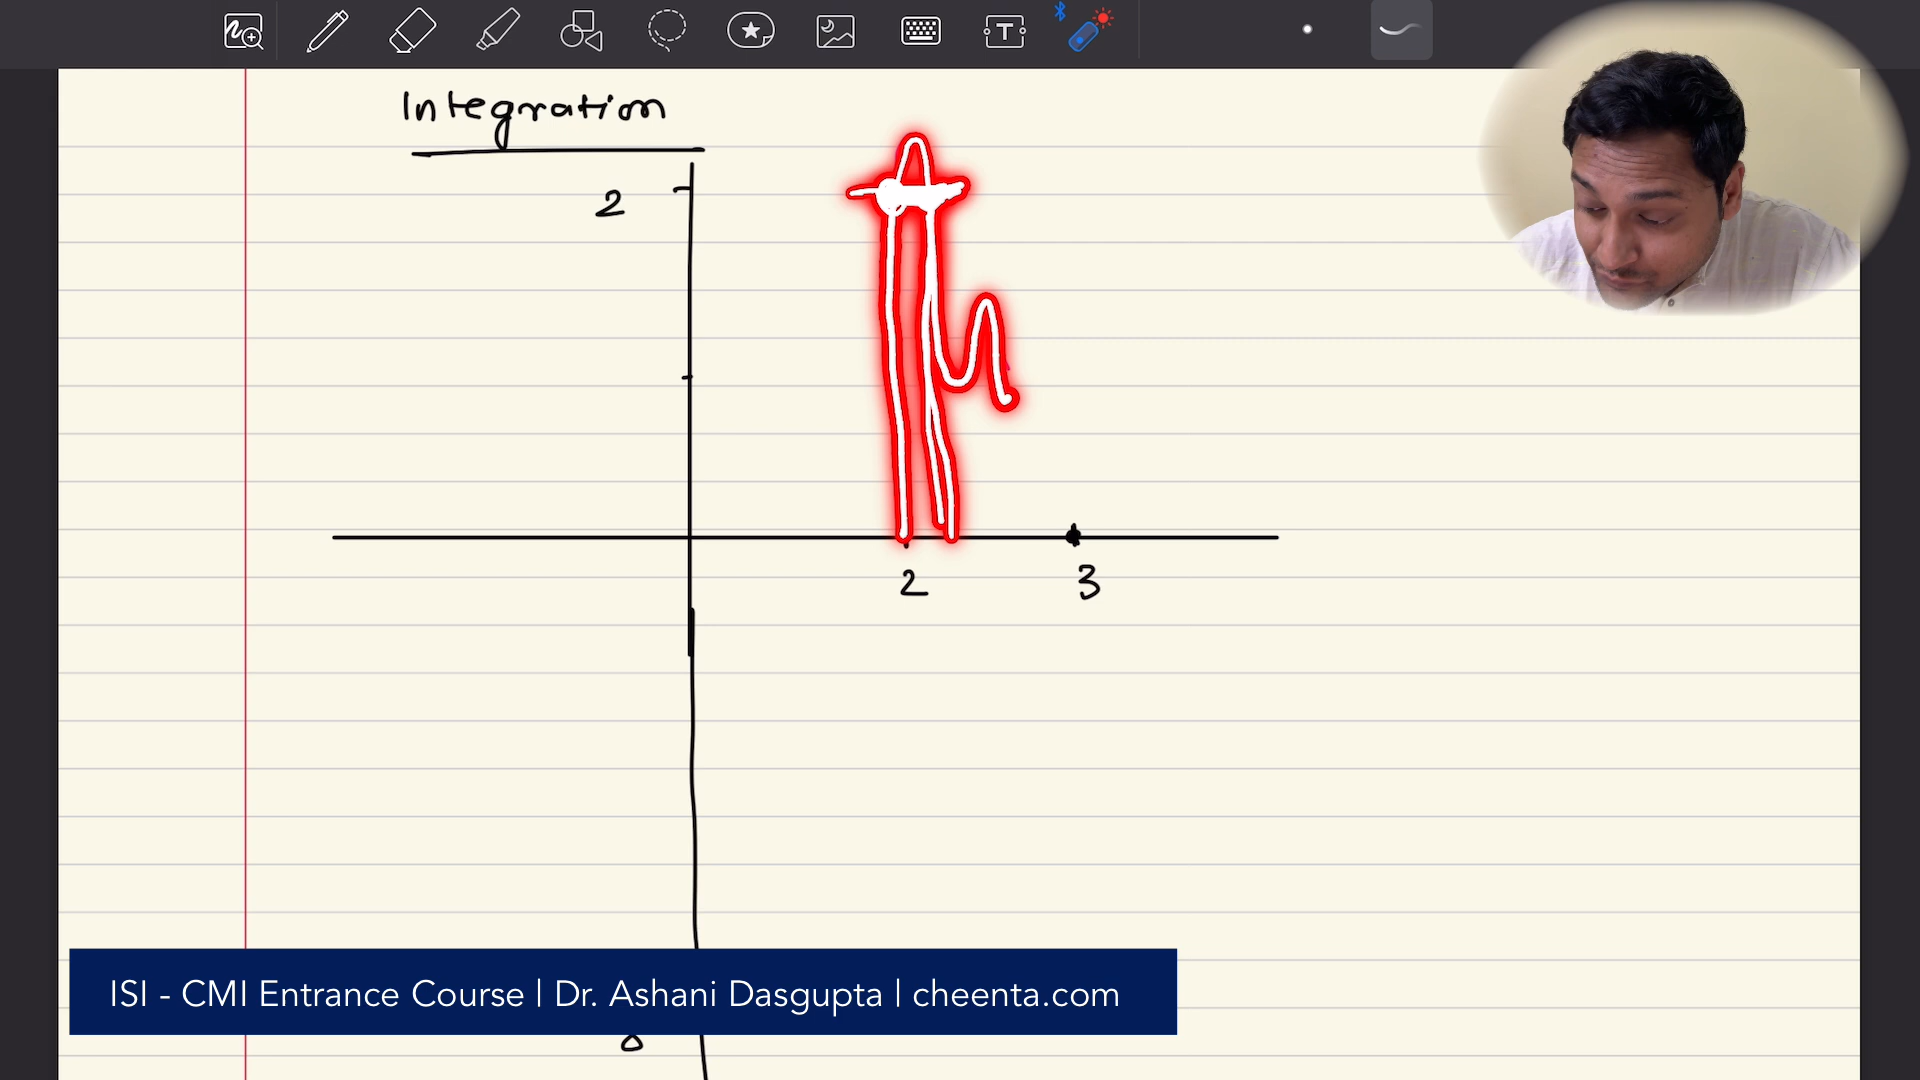 Integration
2
2
3
ISI - CMI Entrance Course | Dr. Ashani Dasgupta | cheenta.com